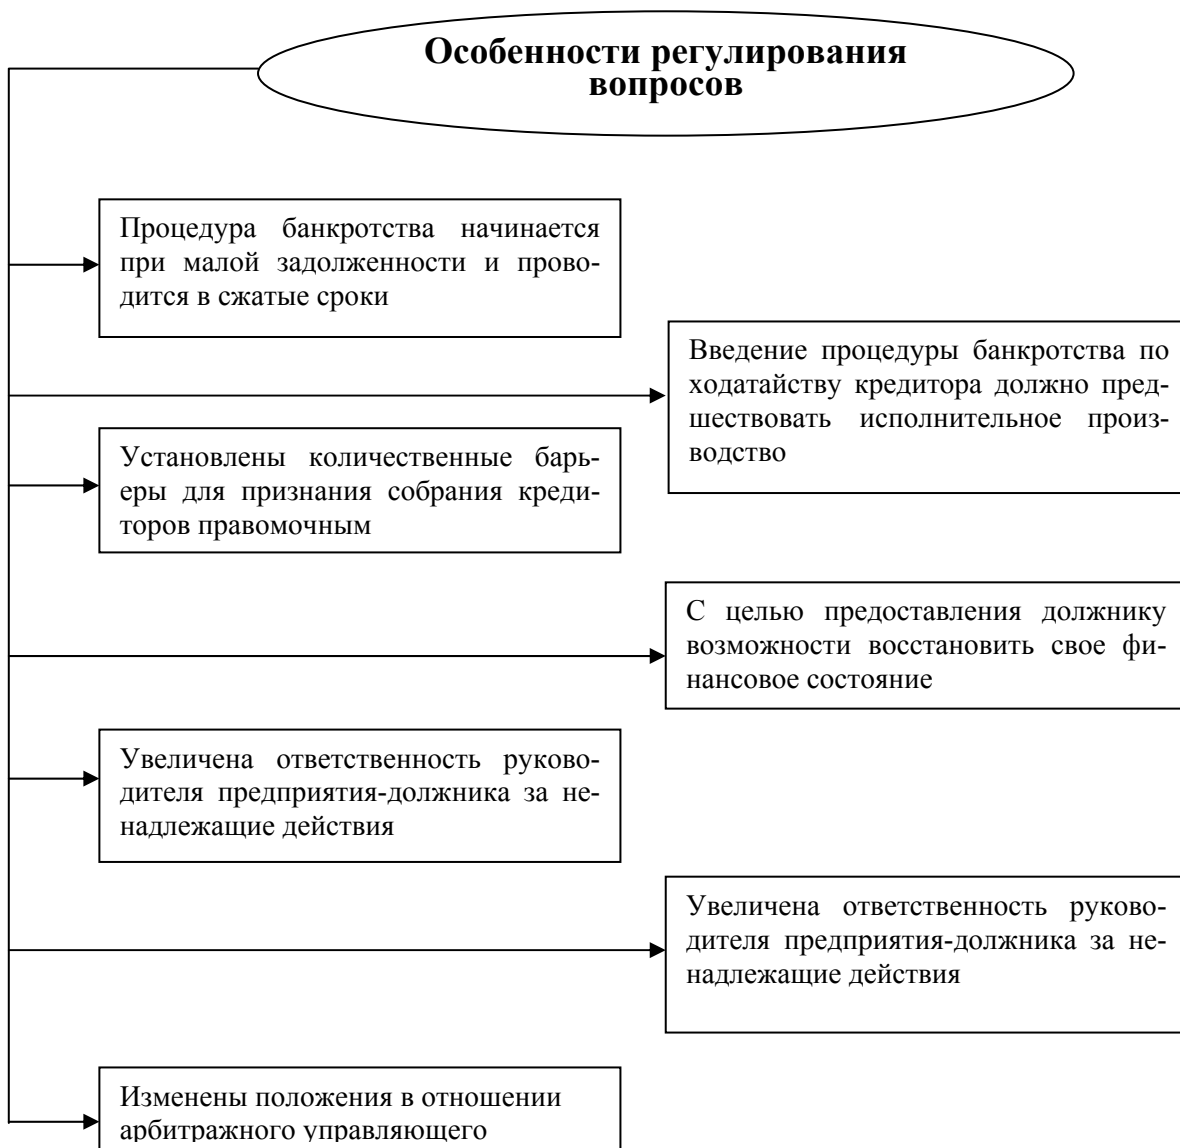 Особенности регулирования
вопросов
Процедура банкротства начинается
при малой задолженности и прово-
дится в сжатые сроки
Введение процедуры банкротства по
ходатайству кредитора должно пред-
шествовать исполнительное произ-
водство
Установлены количественные барь-
еры для признания собрания креди-
торов правомочным
С целью предоставления должнику
возможности восстановить свое фи-
нансовое состояние
Увеличена ответственность руково-
дителя предприятия-должника за не-
надлежащие действия
Увеличена ответственность руково-
дителя предприятия-должника за не-
надлежащие действия
Изменены положения в отношении
арбитражного управляющего